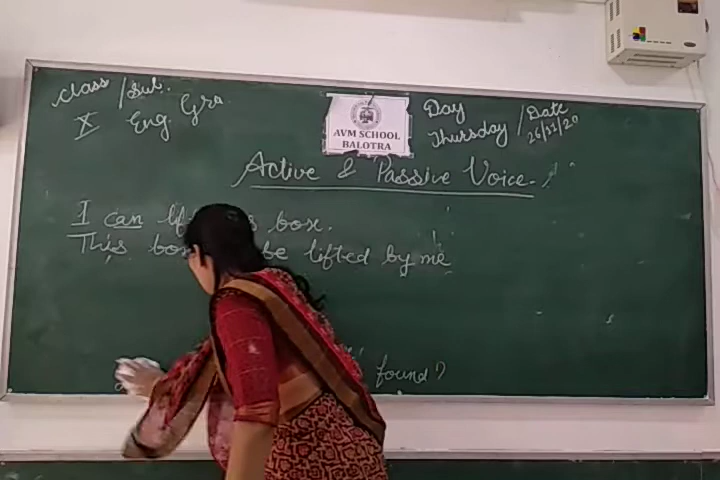 Class / Sub.
X Eng. Gra.
AVM SCHOOL
BALOTRA
Day / Date
Thursday / 26/11/20
Active & Passive Voice.
I can box.
This be lifted by me
found?